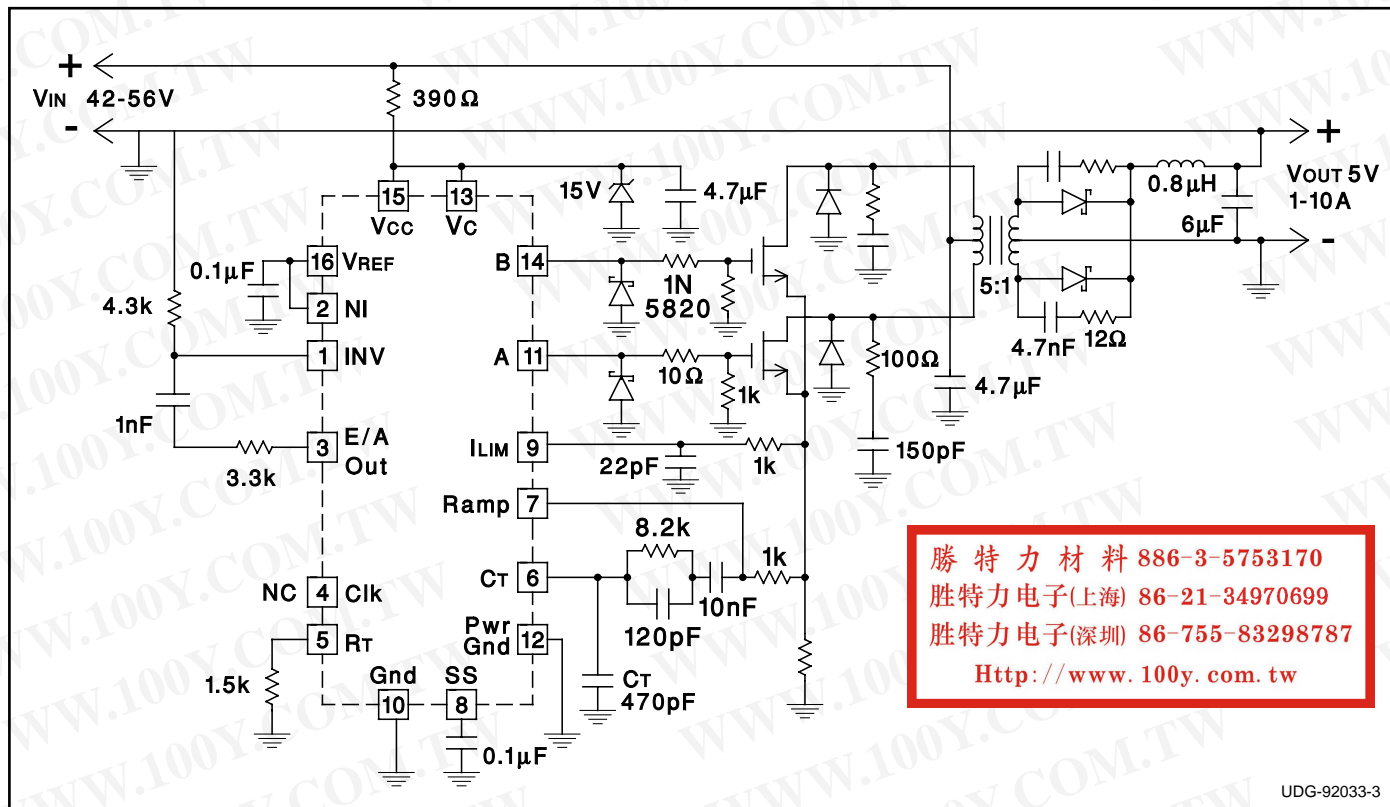 +
VIN 42-56V
-
390Ω
+
VOUT 5V
1-10A
-
15V
4.7µF
0.8µH
6µF
15
VCC
13
VC
16 VREF
0.1µF
2 NI
4.3k
1 INV
1nF
3 E/A
Out
3.3k
NC 4 Clk
5 RT
1.5k
Gnd
10
SS
8
0.1µF
B 14
1N
5820
A 11
10Ω
1k
ILIM 9
22pF
1k
Ramp 7
8.2k
CT 6
120pF
10nF
1k
Pwr
Gnd 12
CT
470pF
100Ω
150pF
4.7µF
5:1
4.7nF
12Ω
勝 特 力 材 料 886-3-5753170
胜特力电子(上海) 86-21-34970699
胜特力电子(深圳) 86-755-83298787
Http://www. 100y. com. tw
UDG-92033-3
WWW.100Y.COM.TW